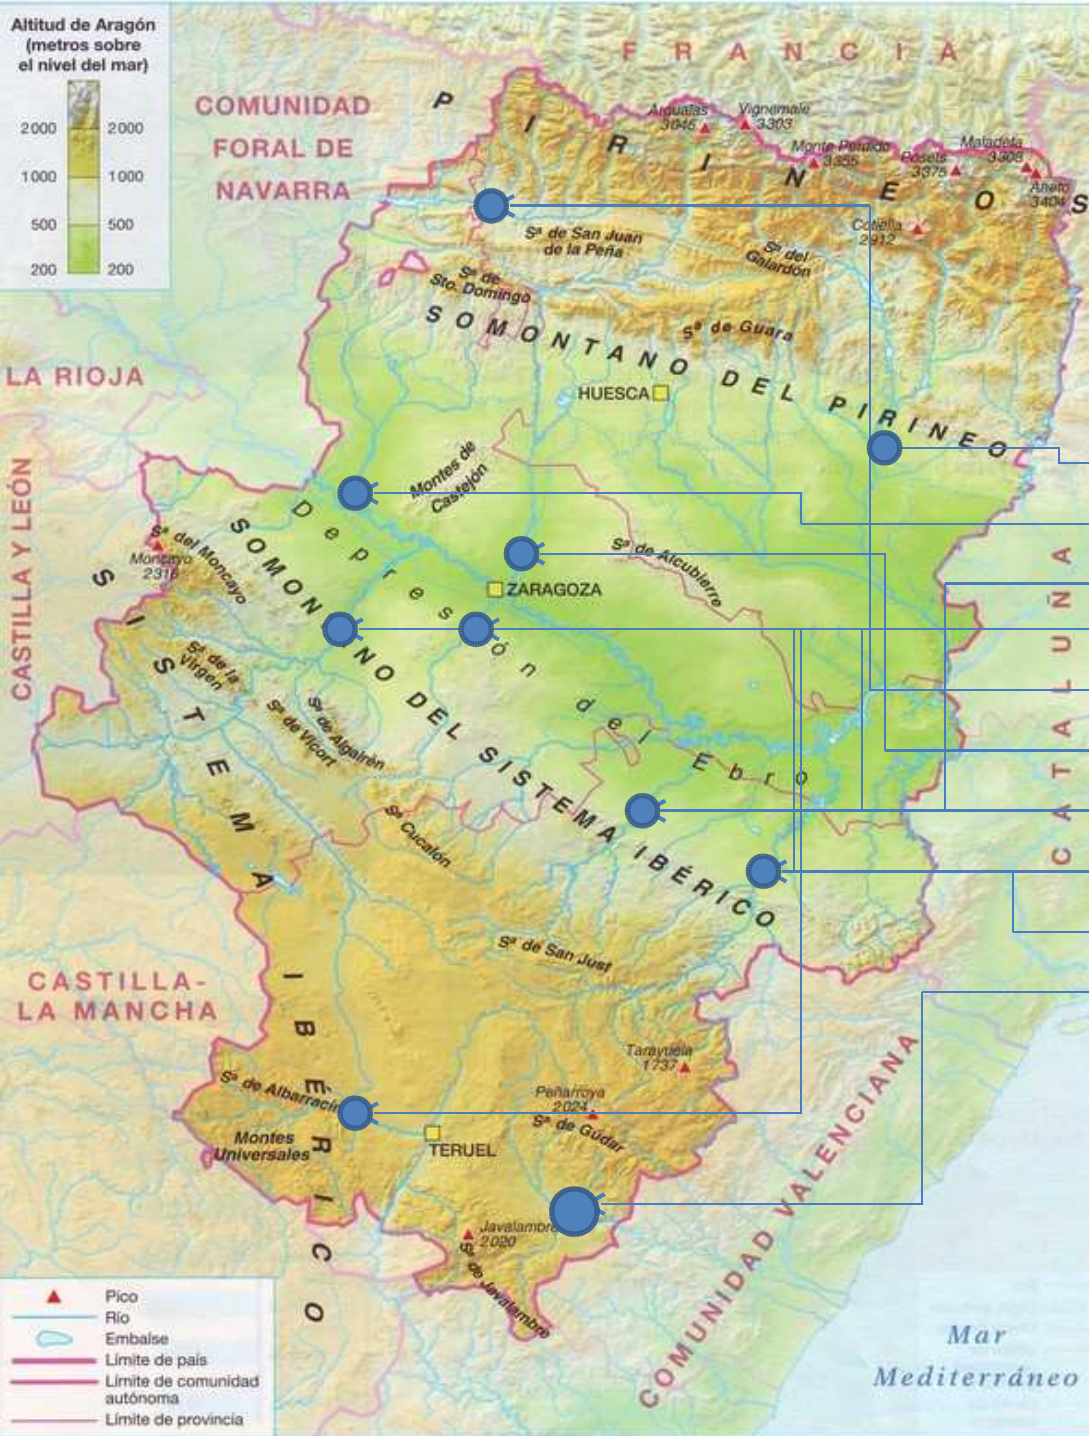 Altitud de Aragón
(metros sobre
el nivel del mar)
2000 2000
1000 1000
500 500
200 200
FRANCIA
COMUNIDAD
FORAL DE
NAVARRA
PIRINEOS
Argualas
3046
Vignemale
3303
Monte Perdido
3355
Posets
3375
Maladeta
3308
Aneto
3404
Cotiella
2912
Sª de San Juan
de la Peña
Sª del
Galardón
Sª de
Sto. Domingo
Sª de Guara
SOMONTANO DEL PIRINEO
LA RIOJA
HUESCA
CASTILLA Y LEÓN
Montes de
Castejón
Depresión del Ebro
Sª del Moncayo
Moncayo
2316
SOMONNO DEL SISTEMA IBÉRICO
Sª de Alcubierre
ZARAGOZA
CATALUÑA
SISTEMA IBÉRICO
Sª de la
Virgen
Sª de Vicort
Sª de Algairén
Sª Cucalón
Sª de San Just
CASTILLA-
LA MANCHA
Tarayuela
1737
Peñarroya
2024
Sª de Gúdar
Sª de Albarracín
Montes
Universales
TERUEL
Javalambre
2020
Sª de Javalambre
COMUNIDAD VALENCIANA
Mar
Mediterráneo
Pico
Río
Embalse
Límite de país
Límite de comunidad
autónoma
Límite de provincia